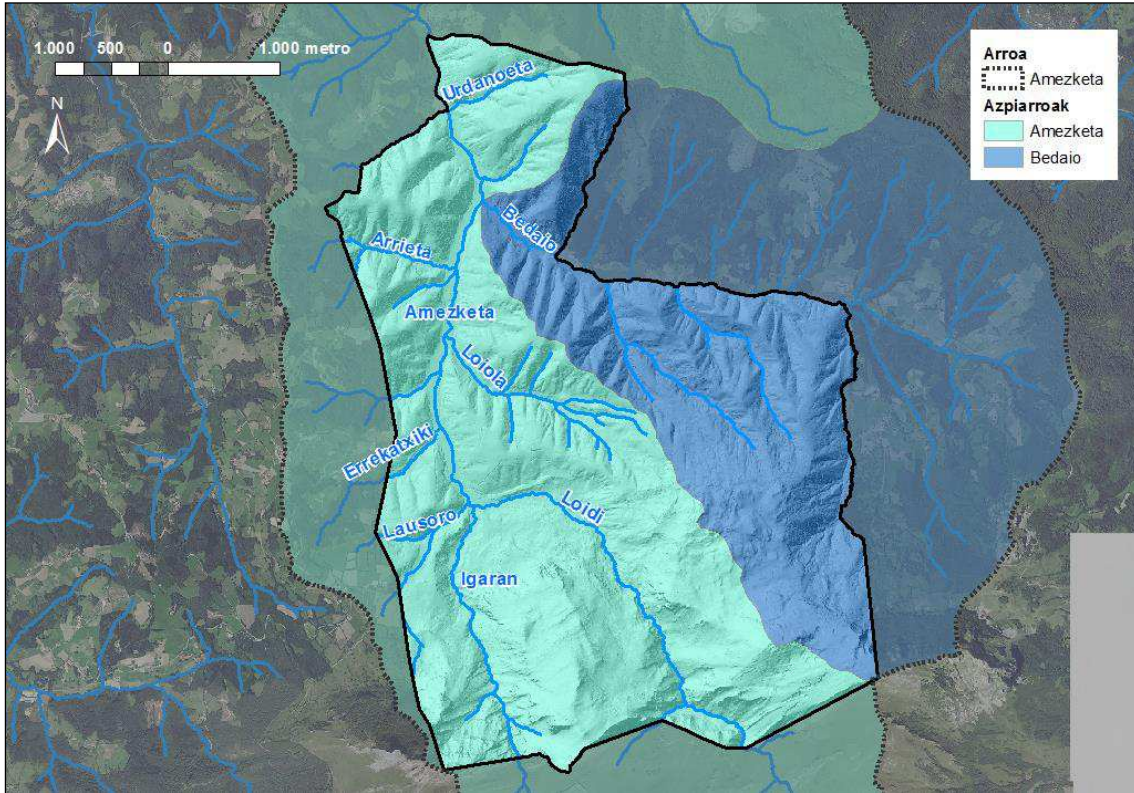 1.000 500 0 1.000 metro
N
Arroa
Amezketa
Azpiarroak
Amezketa
Bedaio
Urdanoeta
Bedaio
Arrieta
Amezketa
Loiola
Errekatxiki
Lausoro
Loidi
Igaran